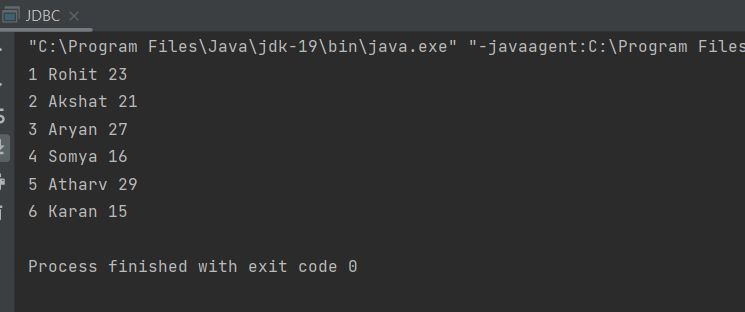 JDBC
"C:\Program Files\Java\jdk-19\bin\java.exe" "-javaagent:C:\Program Files
1 Rohit 23
2 Akshat 21
3 Aryan 27
4 Somya 16
5 Atharv 29
6 Karan 15
Process finished with exit code 0